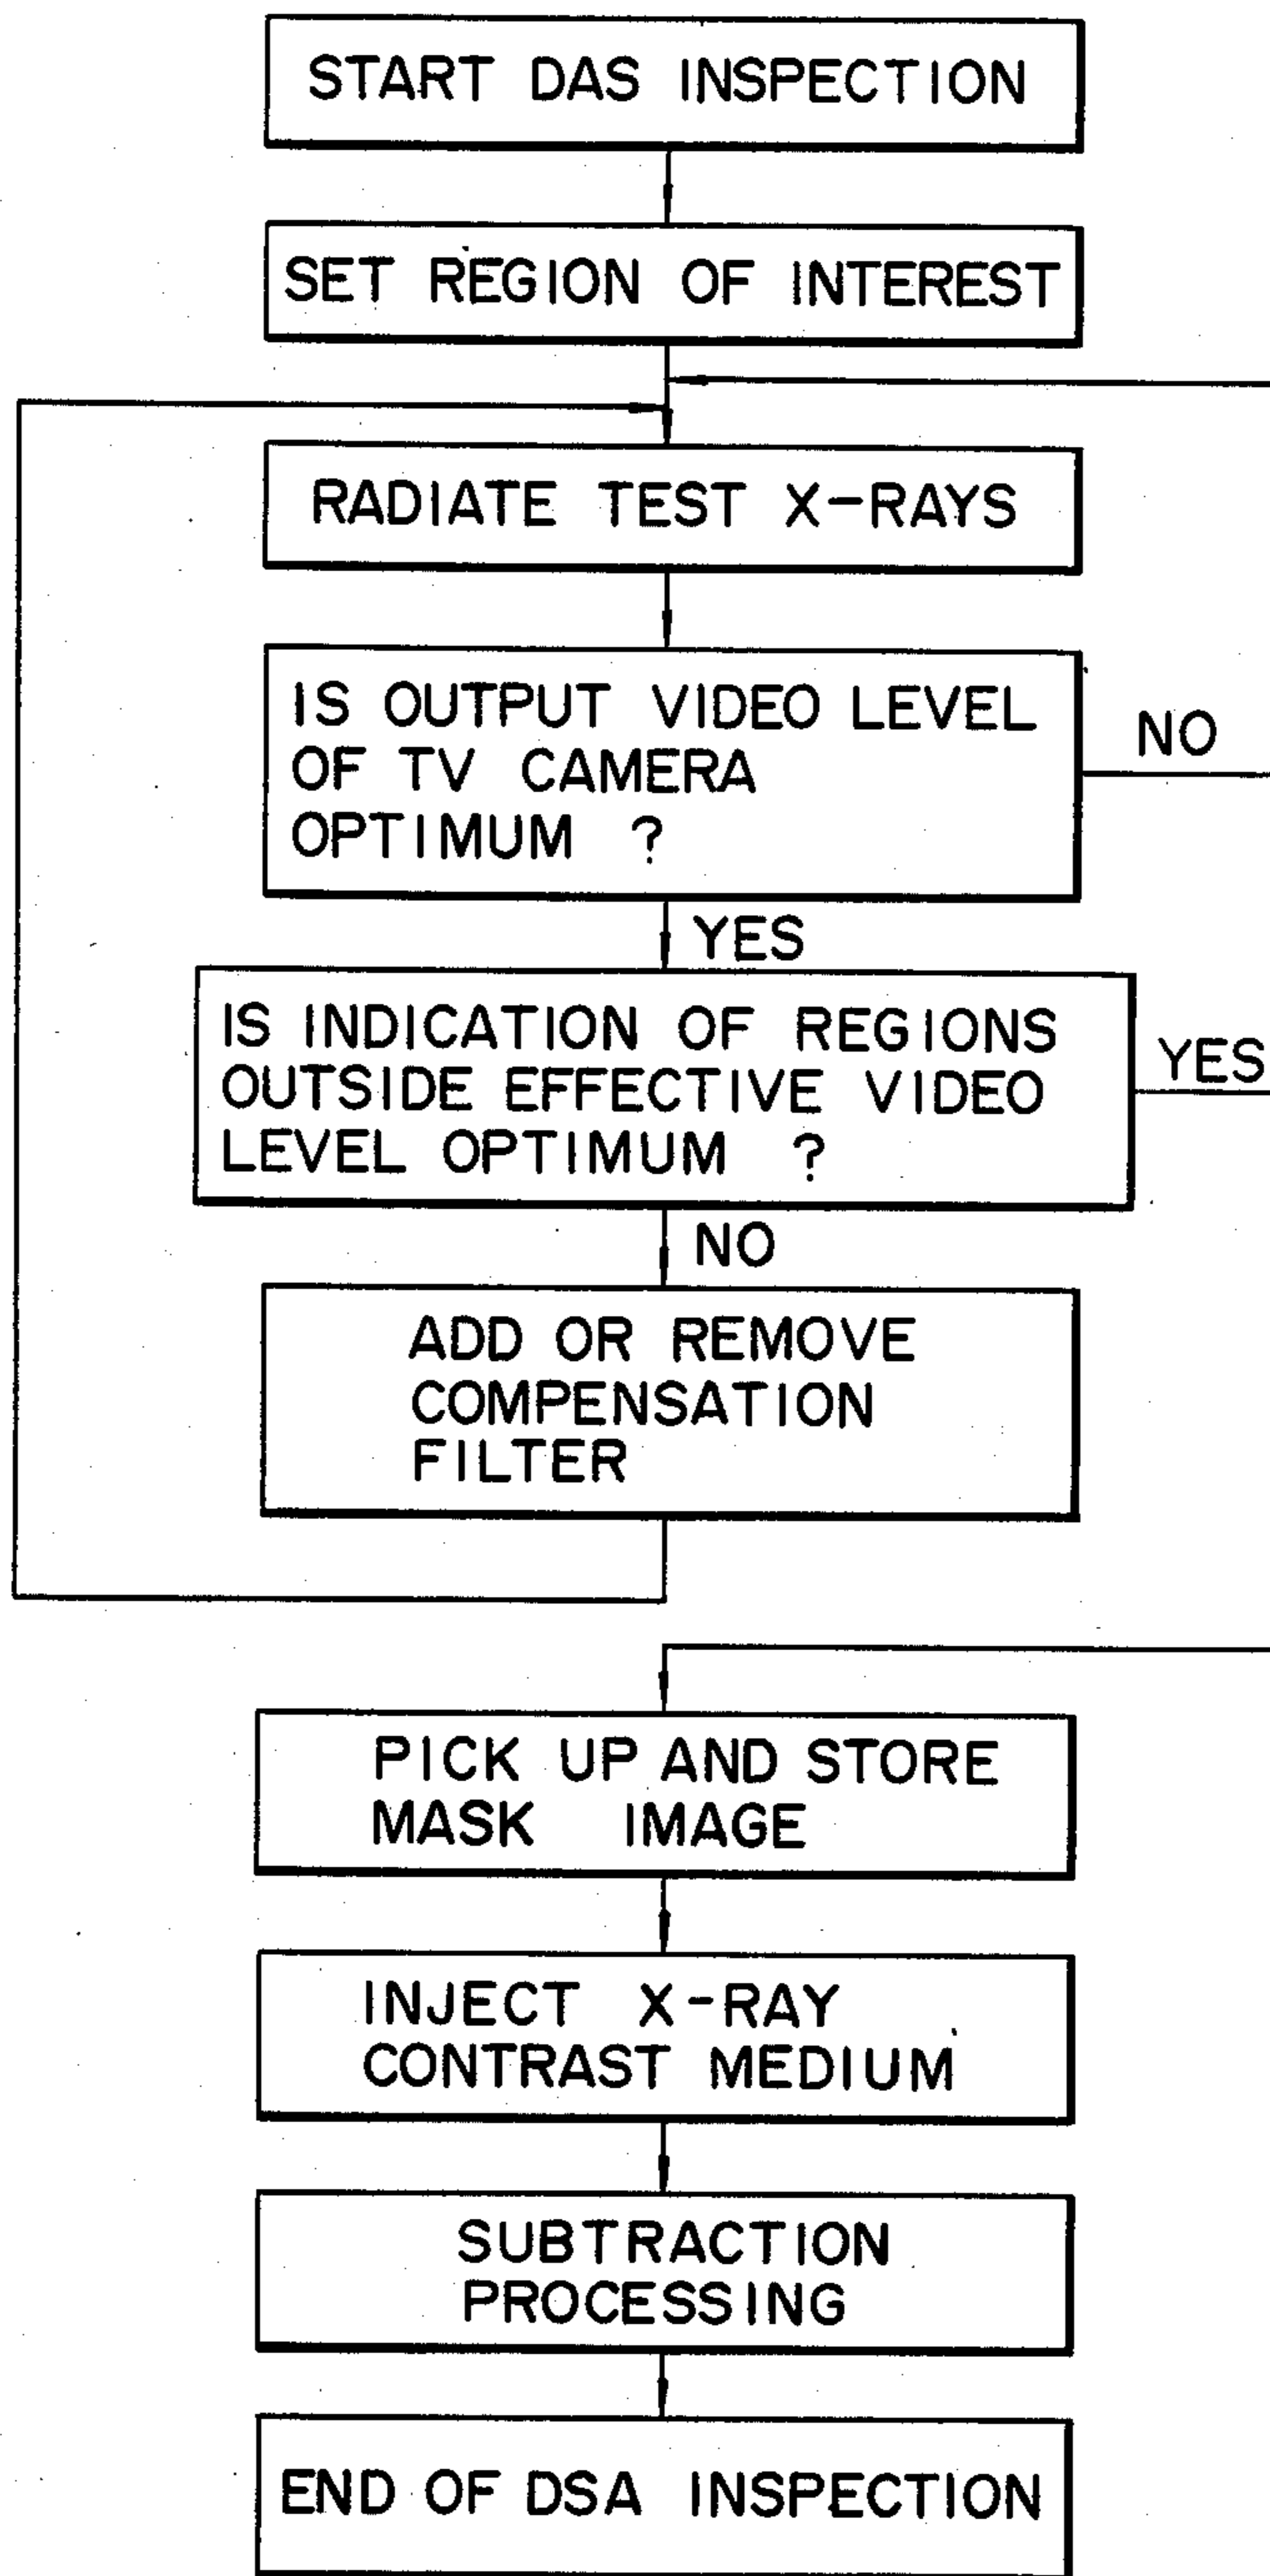 START DAS INSPECTION
SET REGION OF INTEREST
RADIATE TEST X-RAYS
IS OUTPUT VIDEO LEVEL
OF TV CAMERA
OPTIMUM ?
NO
YES
IS INDICATION OF REGIONS
OUTSIDE EFFECTIVE VIDEO
LEVEL OPTIMUM ?
YES
NO
ADD OR REMOVE
COMPENSATION
FILTER
PICK UP AND STORE
MASK IMAGE
INJECT X-RAY
CONTRAST MEDIUM
SUBTRACTION
PROCESSING
END OF DSA INSPECTION